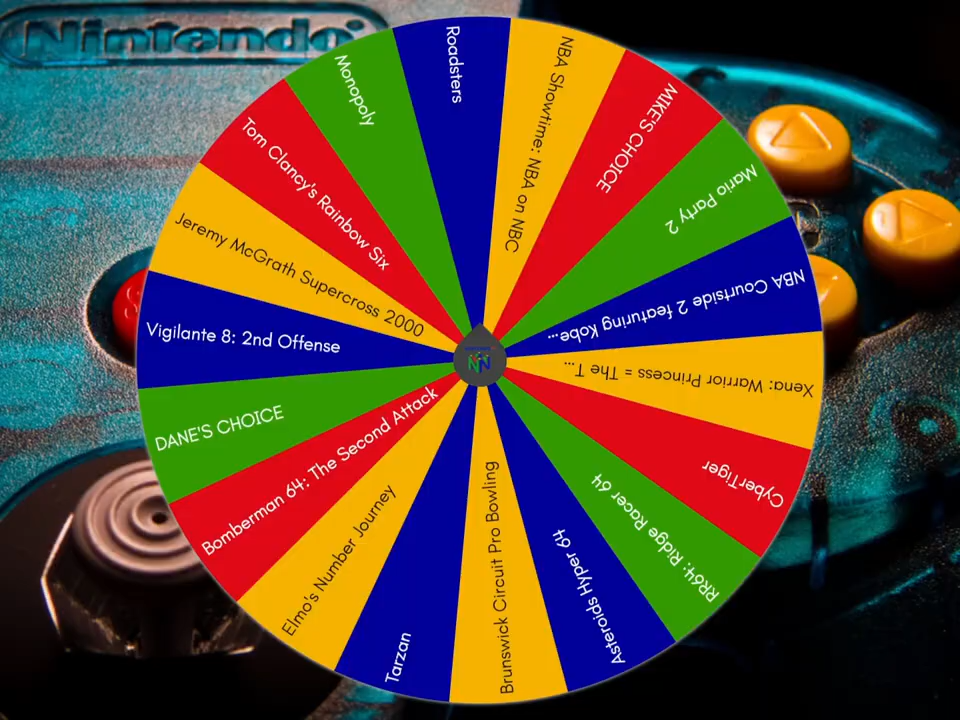 Nintendo
Roadsters
NBA Showtime: NBA on NBC
MIKE'S CHOICE
Mario Party 2
NBA Courtside 2 featuring Kobe...
Xena: Warrior Princess = The T...
CyberTiger
RR64: Ridge Racer 64
Asteroids Hyper 64
Brunswick Circuit Pro Bowling
Tarzan
Elmo's Number Journey
Bomberman 64: The Second Attack
DANE'S CHOICE
Vigilante 8: 2nd Offense
Jeremy McGrath Supercross 2000
Tom Clancy's Rainbow Six
Monopoly